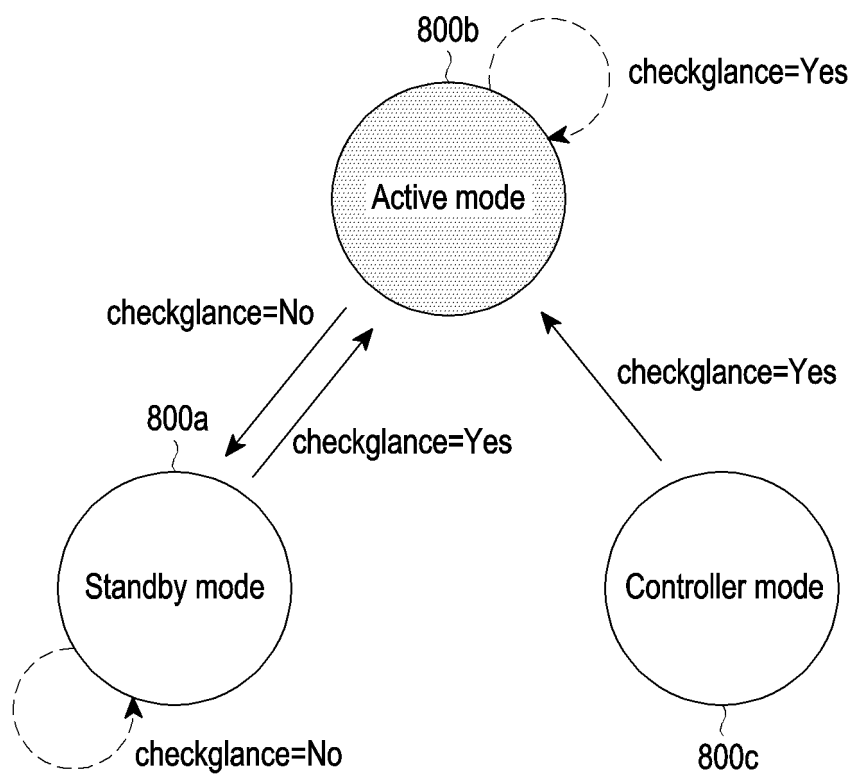 800b
checkglance=Yes
Active mode
checkglance=No
checkglance=Yes
800a
checkglance=Yes
Standby mode
Controller mode
checkglance=No
800c